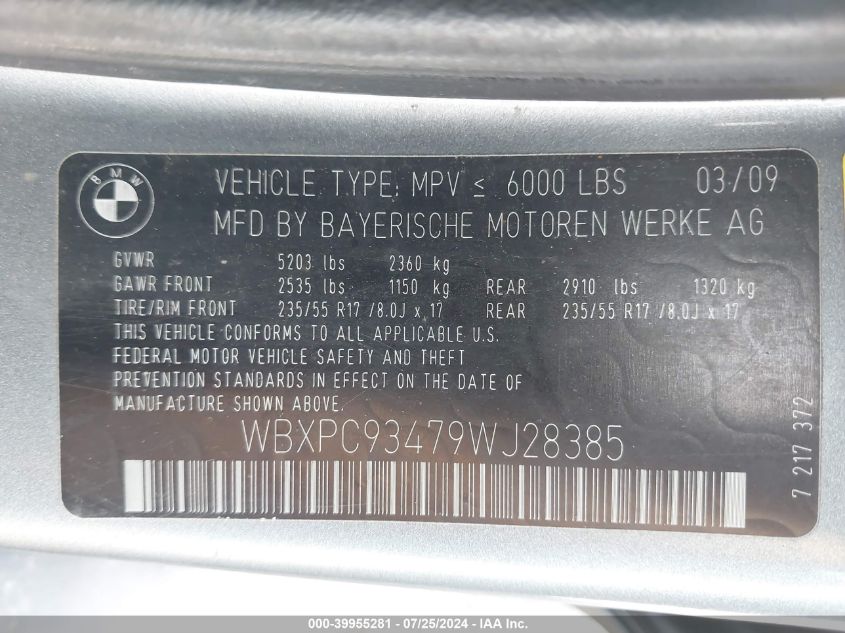 BMW
VEHICLE TYPE: MPV ≤ 6000 LBS 03/09
MFD BY BAYERISCHE MOTOREN WERKE AG
GVWR 5203 lbs 2360 kg
GAWR FRONT 2535 lbs 1150 kg REAR 2910 lbs 1320 kg
TIRE/RIM FRONT 235/55 R17 /8.0J x 17 REAR 235/55 R17 /8.0J x 17
THIS VEHICLE CONFORMS TO ALL APPLICABLE U.S.
FEDERAL MOTOR VEHICLE SAFETY AND THEFT
PREVENTION STANDARDS IN EFFECT ON THE DATE OF
MANUFACTURE SHOWN ABOVE.
WBXPC93479WJ28385
7 217 372
000-39955281 - 07/25/2024 - IAA Inc.